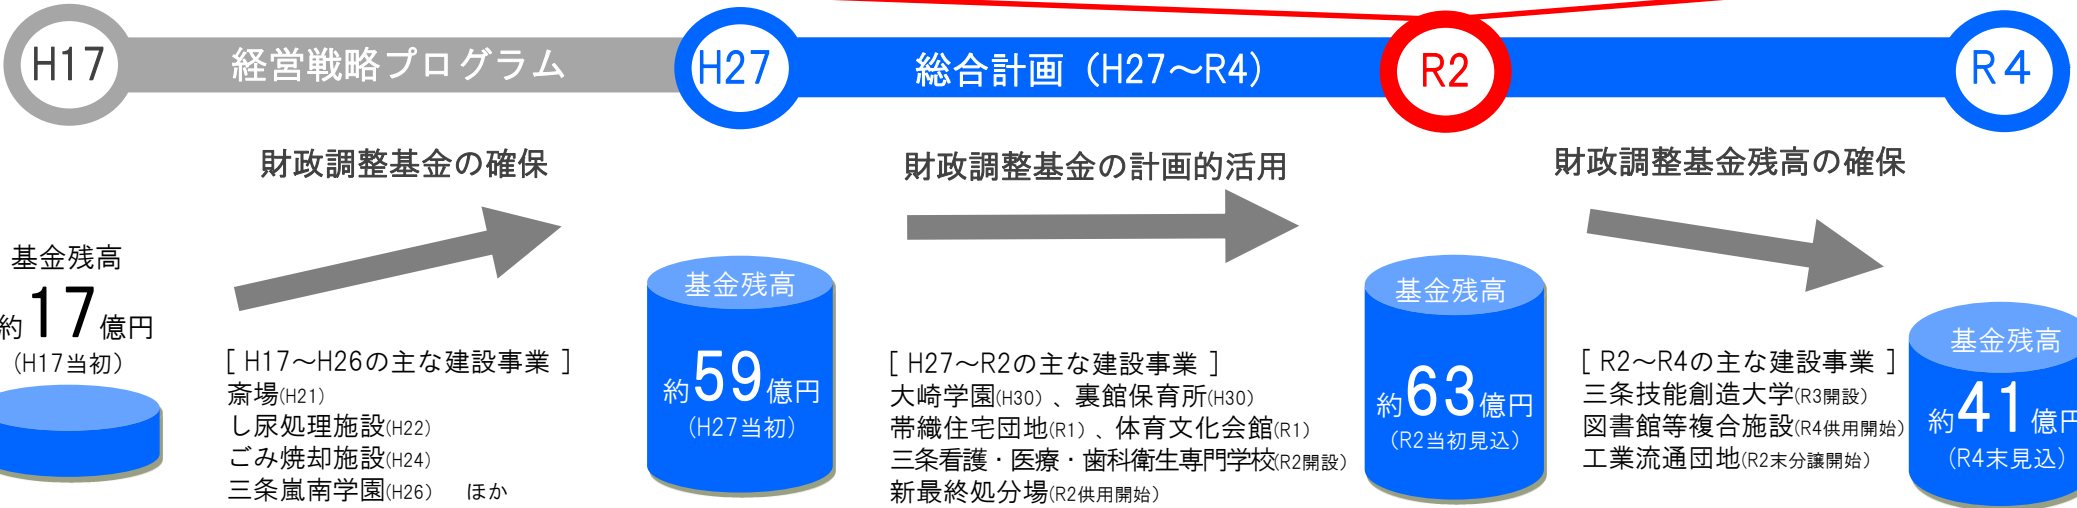 H17
経営戦略プログラム
H27
総合計画（H27～R4）
R2
R4
財政調整基金の確保
財政調整基金の計画的活用
財政調整基金残高の確保
基金残高
約17億円
（H17当初）
[ H17～H26の主な建設事業 ]
斎場(H21)
し尿処理施設(H22)
ごみ焼却施設(H24)
三条嵐南学園(H26)　ほか
基金残高
約59億円
（H27当初）
[ H27～R2の主な建設事業 ]
大崎学園(H30)、裏館保育所(H30)
帯織住宅団地(R1)、体育文化会館(R1)
三条看護・医療・歯科衛生専門学校(R2開設)
新最終処分場(R2供用開始)
基金残高
約63億円
（R2当初見込）
[ R2～R4の主な建設事業 ]
三条技能創造大学(R3開設)
図書館等複合施設(R4供用開始)
工業流通団地(R2末分譲開始)
基金残高
約41億円
（R4末見込）